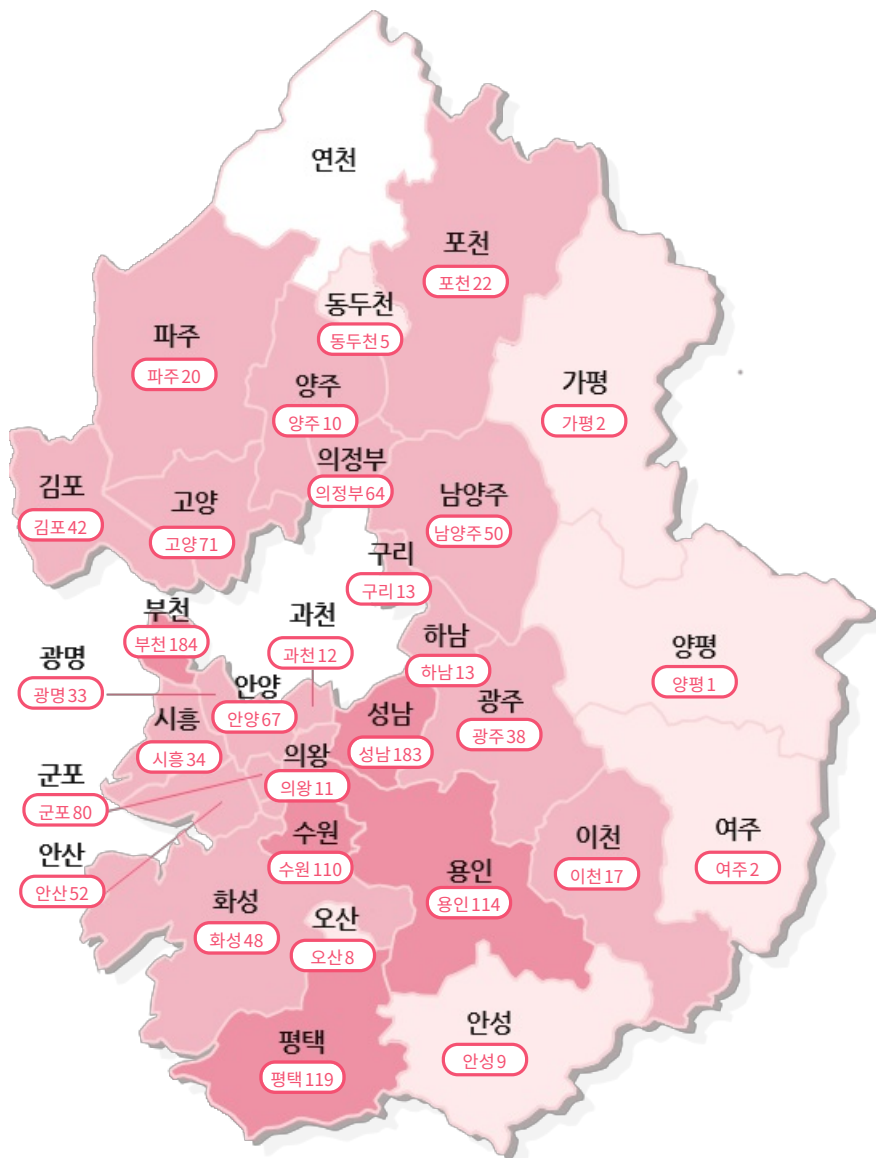 연천
포천
포천22
동두천
동두천5
파주
파주20
양주
양주10
가평
가평2
의정부
의정부64
김포
김포42
고양
고양71
남양주
남양주50
구리
구리13
부천
부천184
과천
과천12
하남
하남13
광명
광명33
안양
안양67
양평
양평1
시흥
시흥34
성남
성남183
광주
광주38
의왕
의왕11
군포
군포80
수원
수원110
안산
안산52
용인
용인114
이천
이천17
여주
여주2
화성
화성48
오산
오산8
안성
안성9
평택
평택119